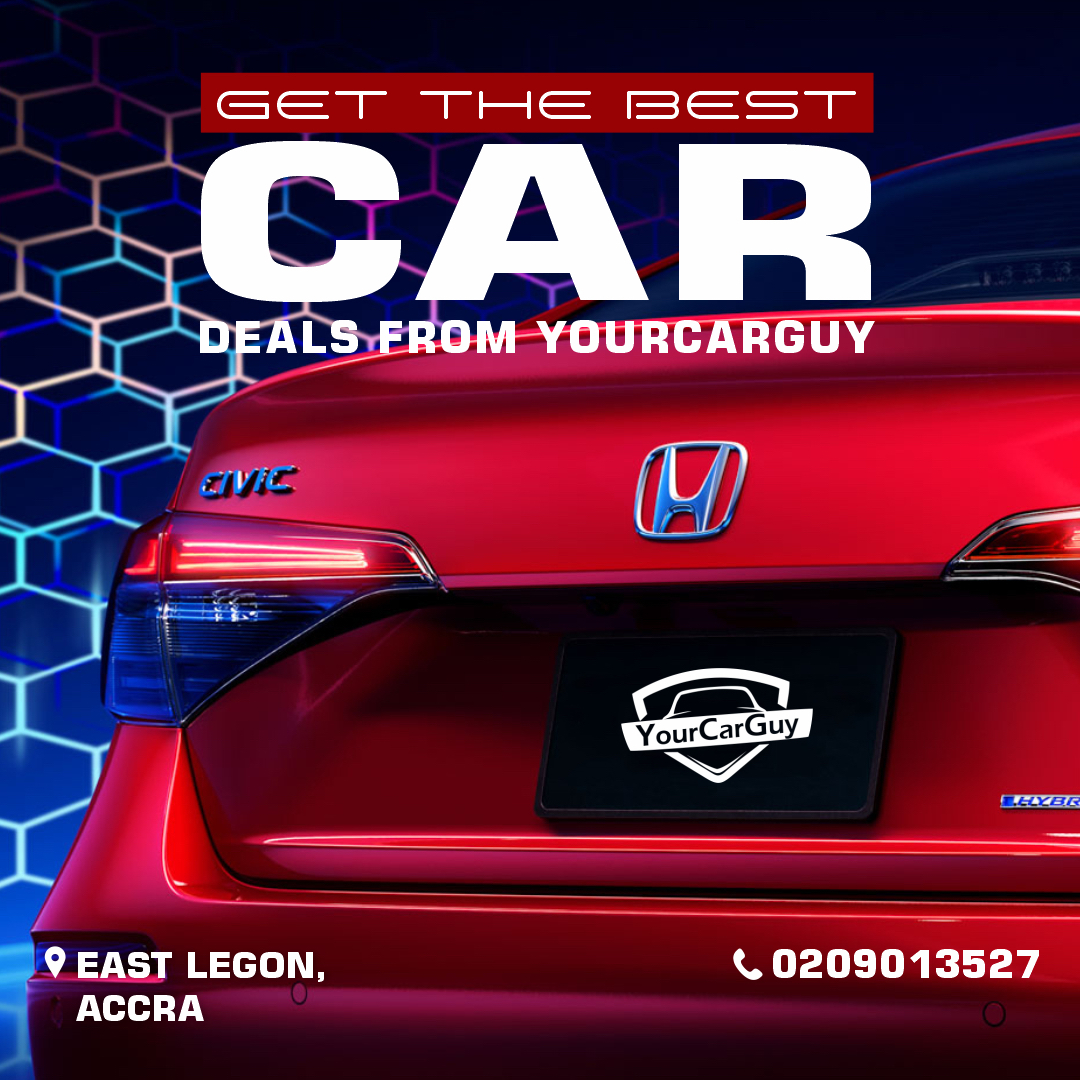 GET THE BEST
CAR
DEALS FROM YOURCARGUY
CIVIC
YourCarGuy
EAST LEGON,
ACCRA
0209013527